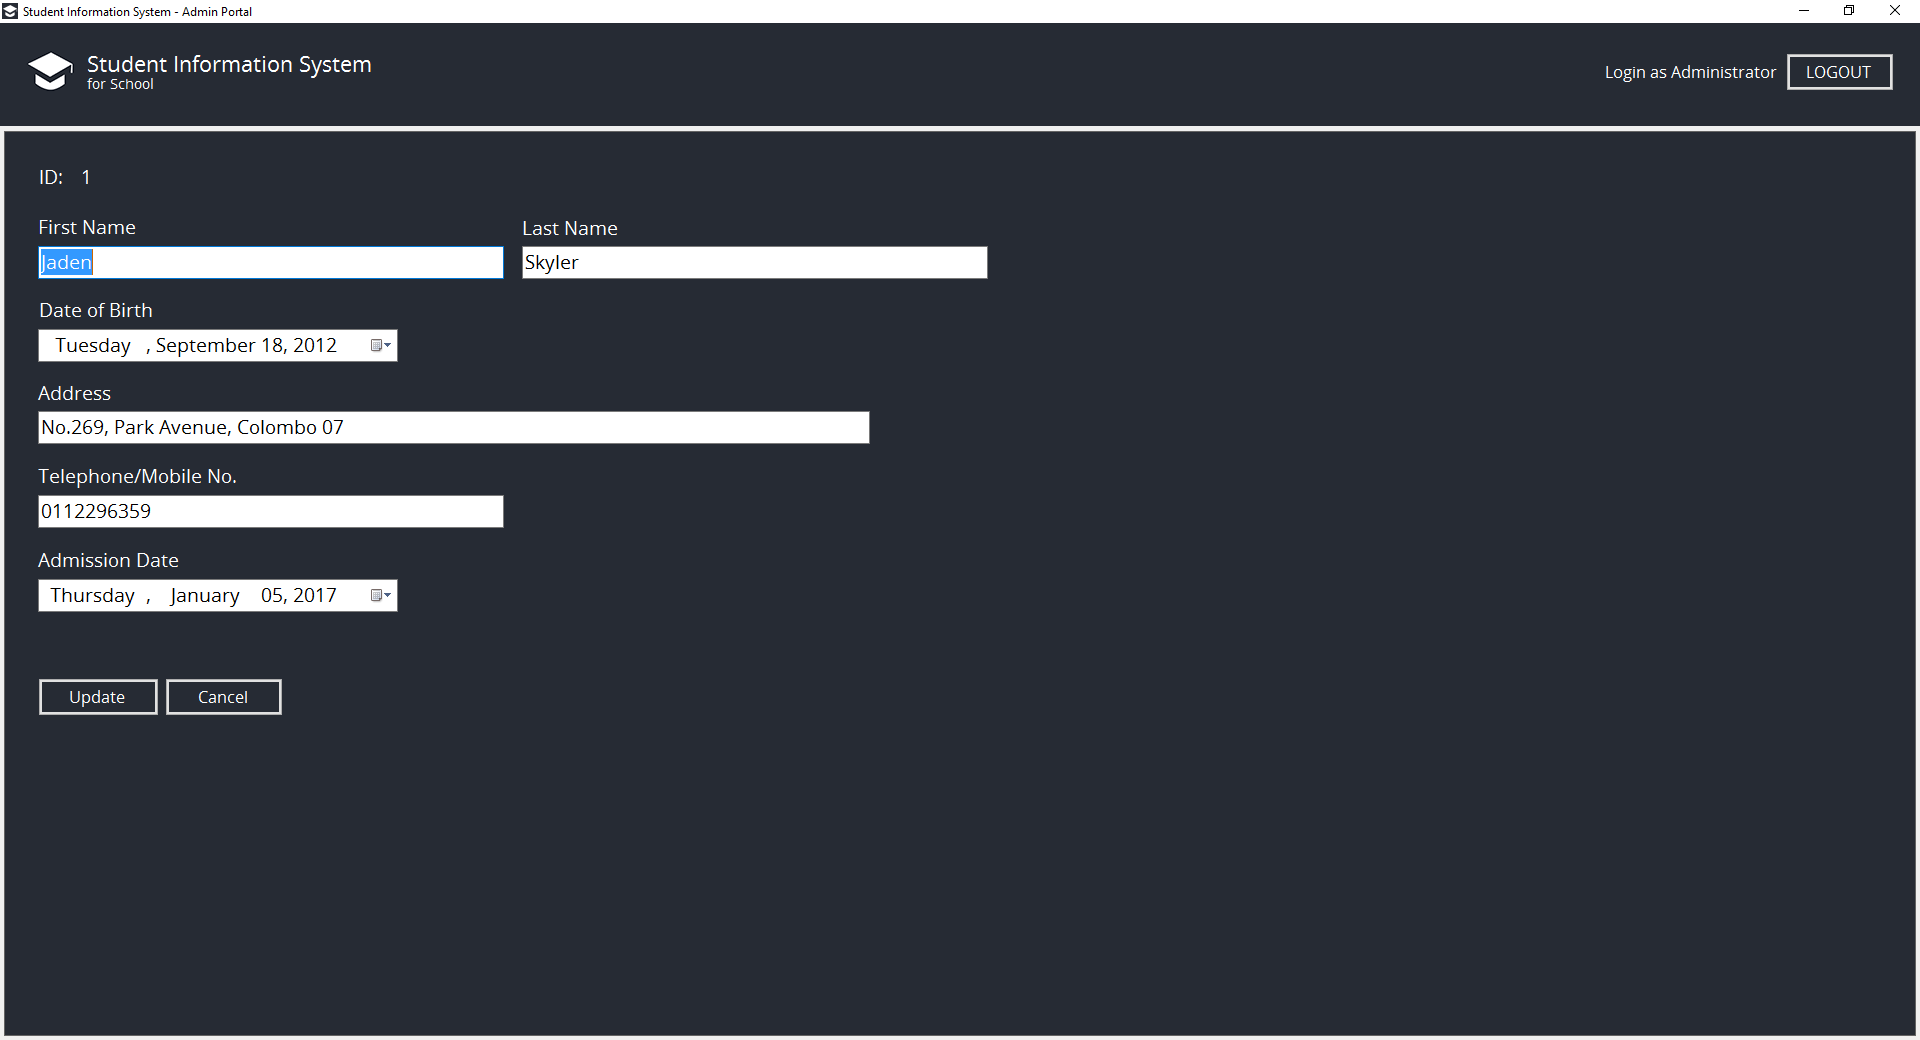 Student Information System - Admin Portal
Student Information System
for School
Login as Administrator
LOGOUT
ID: 1
First Name
Last Name
Jaden
Skyler
Date of Birth
Tuesday , September 18, 2012
Address
No.269, Park Avenue, Colombo 07
Telephone/Mobile No.
0112296359
Admission Date
Thursday , January 05, 2017
Update
Cancel